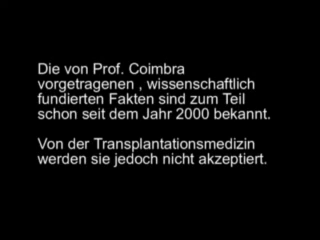 Die von Prof. Coimbra
vorgetragenen , wissenschaftlich
fundierten Fakten sind zum Teil
schon seit dem Jahr 2000 bekannt.
Von der Transplantationsmedizin
werden sie jedoch nicht akzeptiert.